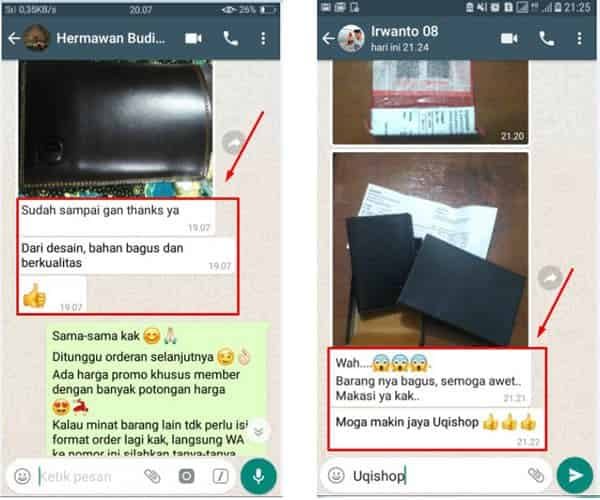 0,35K/s
20.07
26%
Hermawan Budi...
Sudah sampai gan thanks ya
19.07
Dari desain, bahan bagus dan
berkualitas
19.07
👍
19.07
Sama-sama kak 😊🙏🏻
Ditunggu orderan selanjutnya 😉👌🏻
Ada harga promo khusus member
dengan banyak potongan harga
😍💃
Kalau minat barang lain tdk perlu isi
format order lagi kak, langsung WA
ke nomor ini silahkan tanya-tanya
Ketik pesan
21:25
Irwanto 08
hari ini 21.24
21.20
Wah....😱😱😱.
Barang nya bagus, semoga awet..
Makasi ya kak..
21.21
Moga makin jaya Uqishop 👍👍👍
21.22
Uqishop